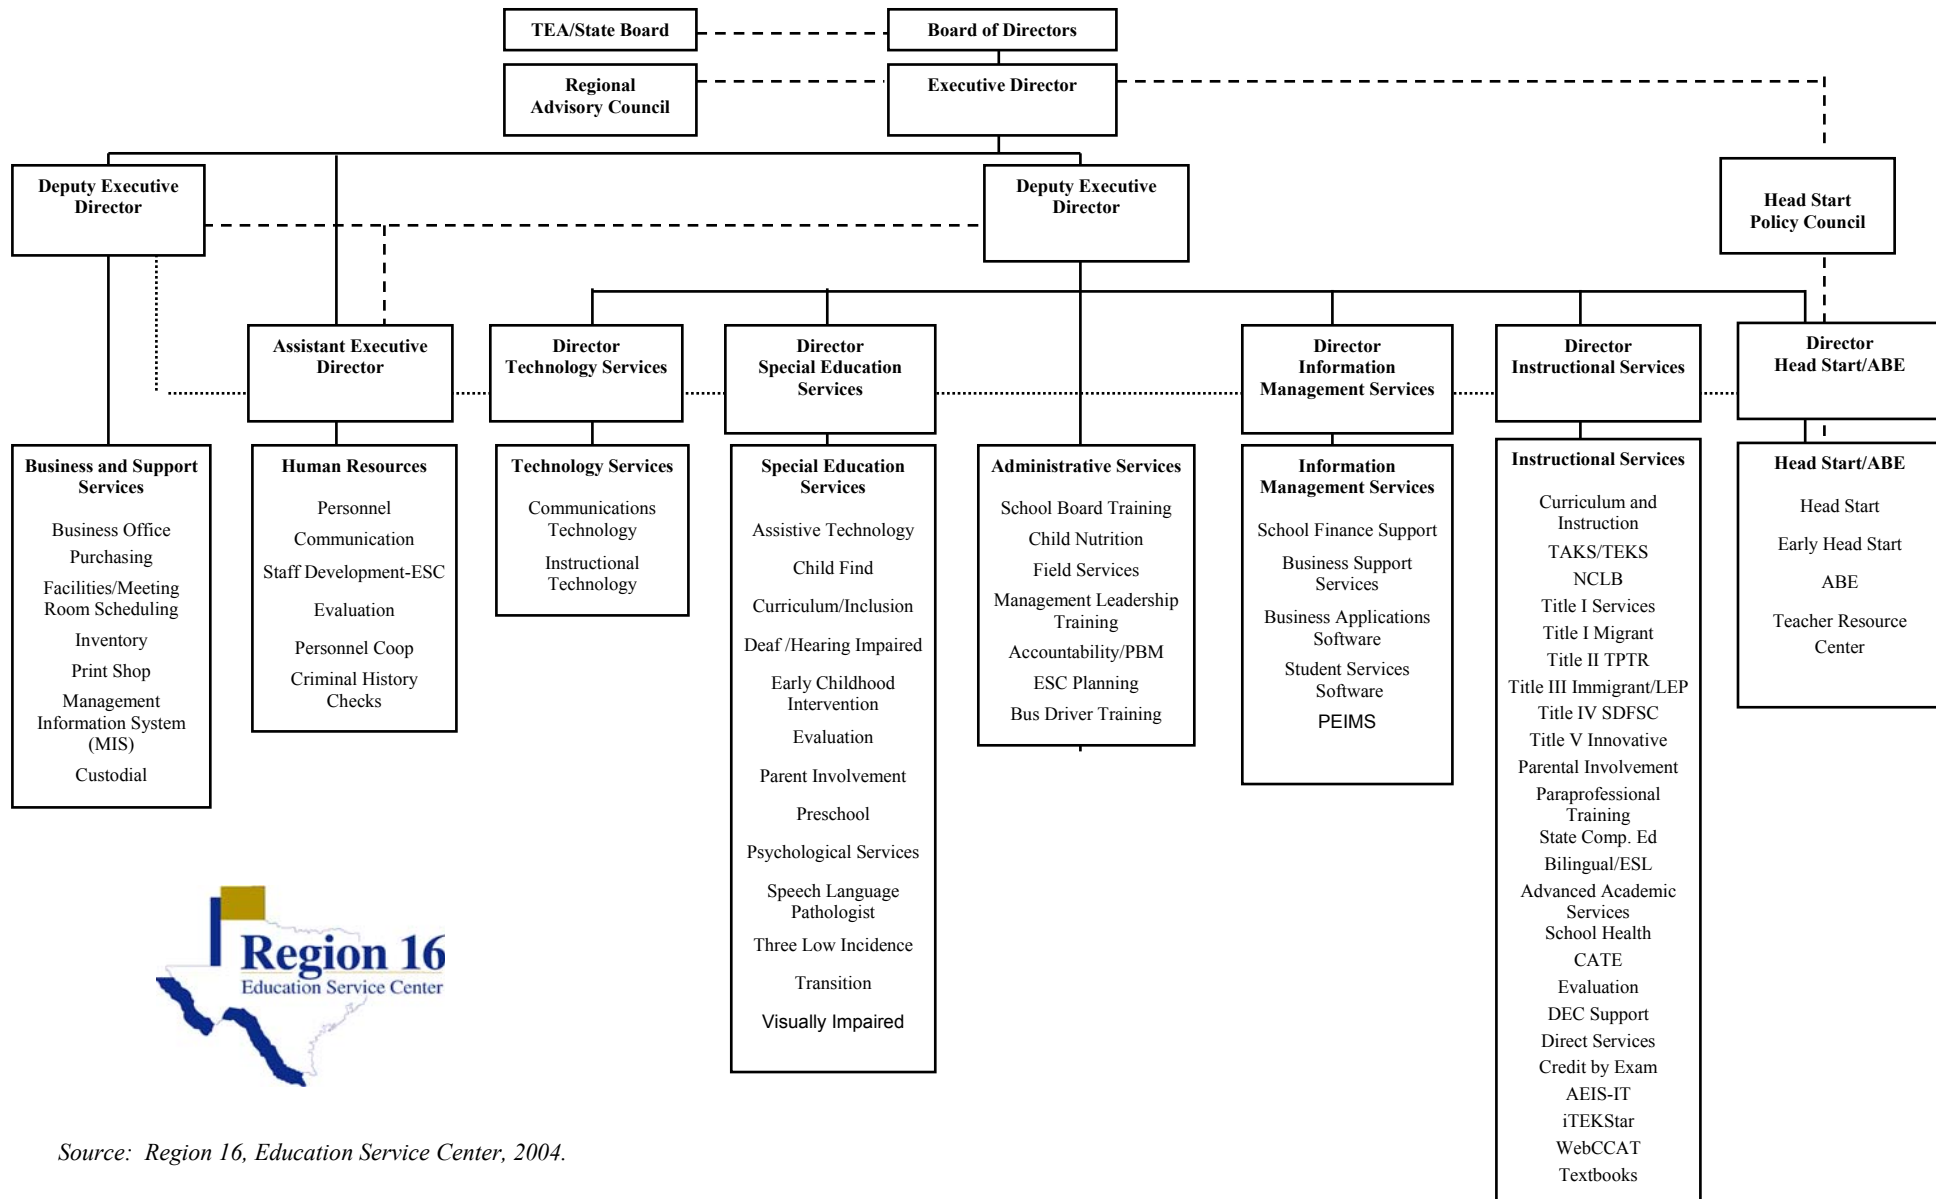 TEA/State Board
Board of Directors
Regional
Advisory Council
Executive Director
Deputy Executive
Director
Deputy Executive
Director
Head Start
Policy Council
Assistant Executive
Director
Director
Technology Services
Director
Special Education
Services
Director
Information
Management Services
Director
Instructional Services
Director
Head Start/ABE
Business and Support
Services
Business Office
Purchasing
Facilities/Meeting
Room Scheduling
Inventory
Print Shop
Management
Information System
(MIS)
Custodial
Human Resources
Personnel
Communication
Staff Development-ESC
Evaluation
Personnel Coop
Criminal History
Checks
Technology Services
Communications
Technology
Instructional
Technology
Special Education
Services
Assistive Technology
Child Find
Curriculum/Inclusion
Deaf /Hearing Impaired
Early Childhood
Intervention
Evaluation
Parent Involvement
Preschool
Psychological Services
Speech Language
Pathologist
Three Low Incidence
Transition
Visually Impaired
Administrative Services
School Board Training
Child Nutrition
Field Services
Management Leadership
Training
Accountability/PBM
ESC Planning
Bus Driver Training
Information
Management Services
School Finance Support
Business Support
Services
Business Applications
Software
Student Services
Software
PEIMS
Instructional Services
Curriculum and
Instruction
TAKS/TEKS
NCLB
Title I Services
Title I Migrant
Title II TPTR
Title III Immigrant/LEP
Title IV SDFSC
Title V Innovative
Parental Involvement
Paraprofessional
Training
State Comp. Ed
Bilingual/ESL
Advanced Academic
Services
School Health
CATE
Evaluation
DEC Support
Direct Services
Credit by Exam
AEIS-IT
iTEKStar
WebCCAT
Textbooks
Head Start/ABE
Head Start
Early Head Start
ABE
Teacher Resource
Center
Region 16
Education Service Center
Source: Region 16, Education Service Center, 2004.